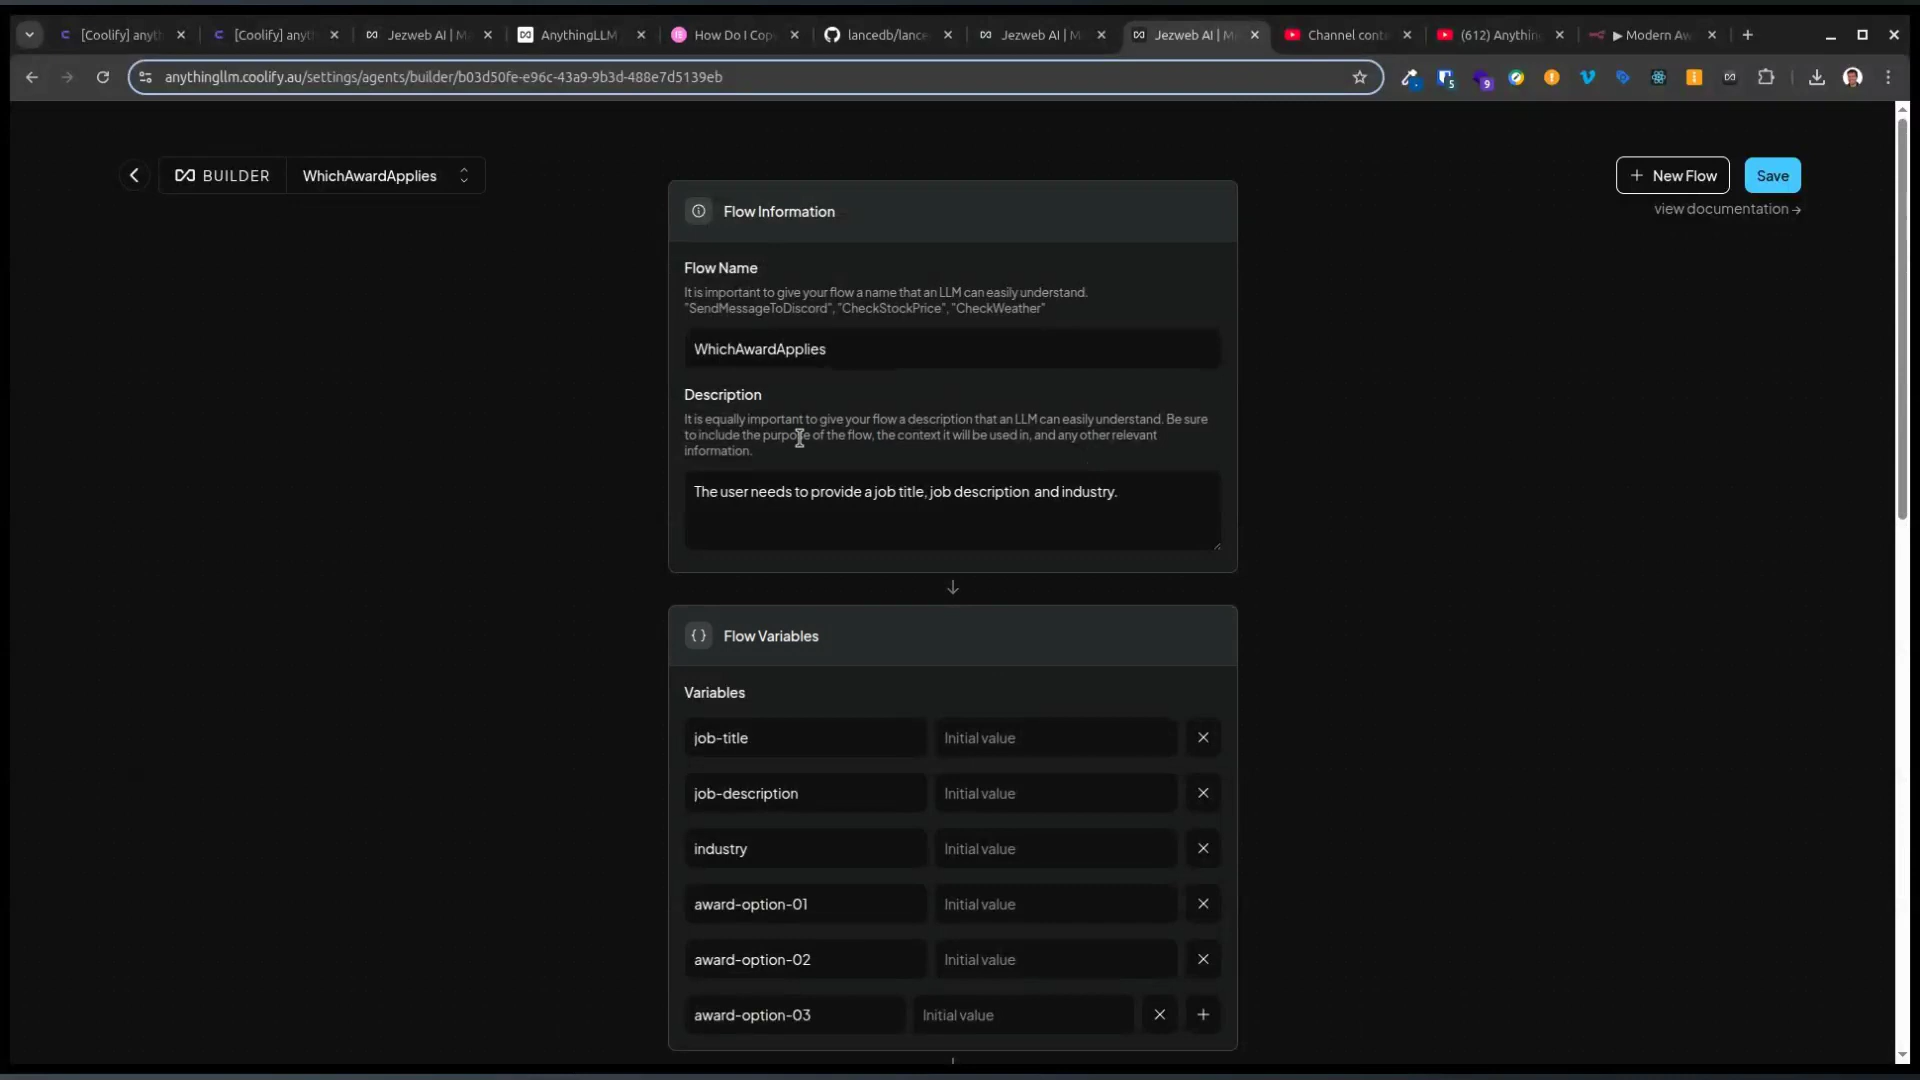 [Coolify] anyth
[Coolify] anyth
Jezweb AI | M
AnythingLLM
How Do I Cop
lancedb/lance
Jezweb AI | M
Jezweb AI | M
Channel cont
(612) Anythin
▶ Modern Aw
anythingllm.coolify.au/settings/agents/builder/b03d50fe-e96c-43a9-9b3d-488e7d5139eb
5
9
BUILDER
WhichAwardApplies
+ New Flow
Save
view documentation →
Flow Information
Flow Name
It is important to give your flow a name that an LLM can easily understand.
"SendMessageToDiscord", "CheckStockPrice", "CheckWeather"
WhichAwardApplies
Description
It is equally important to give your flow a description that an LLM can easily understand. Be sure
to include the purpose of the flow, the context it will be used in, and any other relevant
information.
The user needs to provide a job title, job description and industry.
Flow Variables
Variables
job-title Initial value
job-description Initial value
industry Initial value
award-option-01 Initial value
award-option-02 Initial value
award-option-03 Initial value